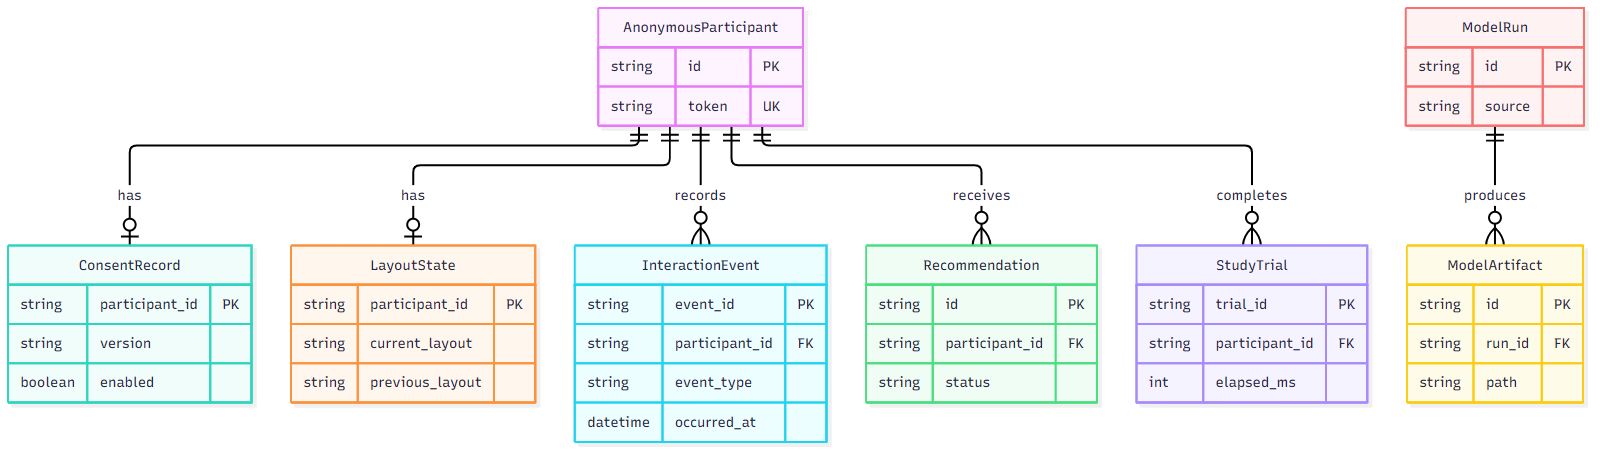 AnonymousParticipant
string id PK
string token UK
ModelRun
string id PK
string source
has
has
records
receives
completes
produces
ConsentRecord
string participant_id PK
string version
boolean enabled
LayoutState
string participant_id PK
string current_layout
string previous_layout
InteractionEvent
string event_id PK
string participant_id FK
string event_type
datetime occurred_at
Recommendation
string id PK
string participant_id FK
string status
StudyTrial
string trial_id PK
string participant_id FK
int elapsed_ms
ModelArtifact
string id PK
string run_id FK
string path